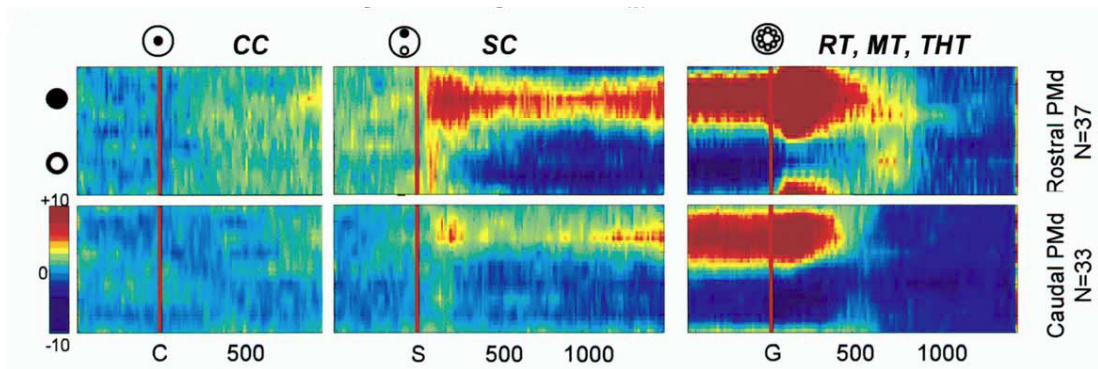 CC SC RT, MT, THT
Rostral PMd
N=37
+10
0
-10
Caudal PMd
N=33
C 500 S 500 1000 G 500 1000